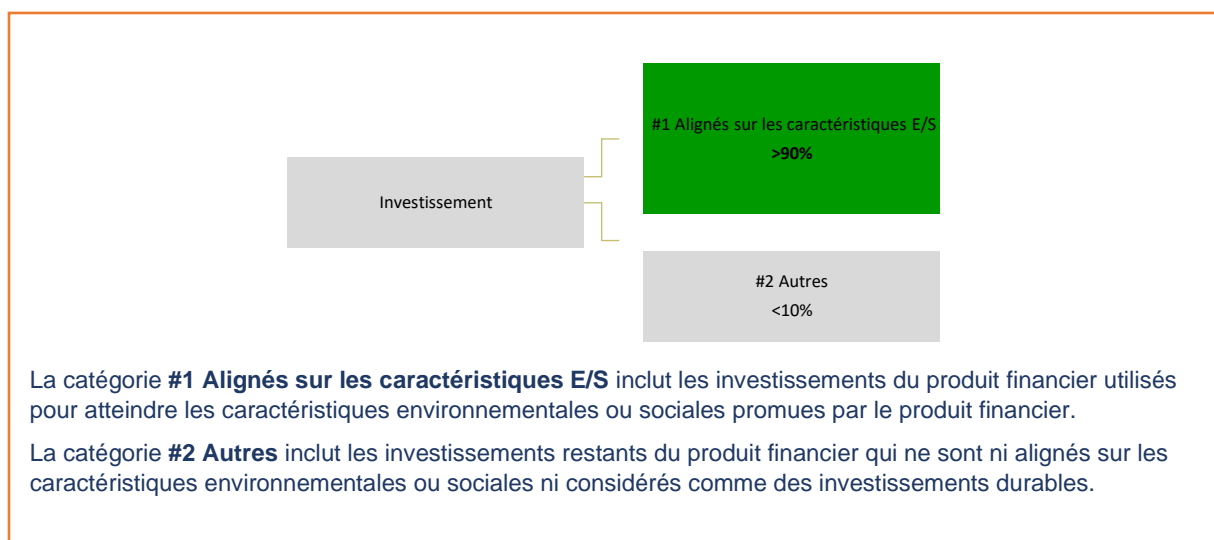 #1 Alignés sur les caractéristiques E/S
>90%
Investissement
#2 Autres
<10%
La catégorie #1 Alignés sur les caractéristiques E/S inclut les investissements du produit financier utilisés
pour atteindre les caractéristiques environnementales ou sociales promues par le produit financier.
La catégorie #2 Autres inclut les investissements restants du produit financier qui ne sont ni alignés sur les
caractéristiques environnementales ou sociales ni considérés comme des investissements durables.